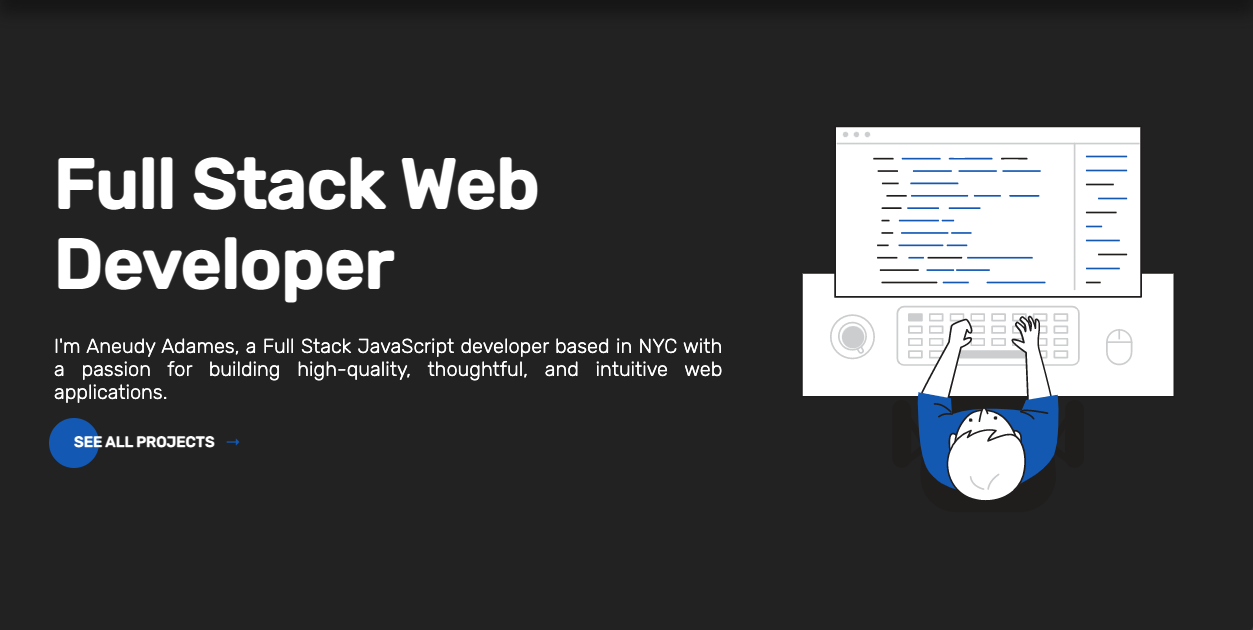 Full Stack Web
Developer
I'm Aneudy Adames, a Full Stack JavaScript developer based in NYC with
a passion for building high-quality, thoughtful, and intuitive web
applications.
SEE ALL PROJECTS →